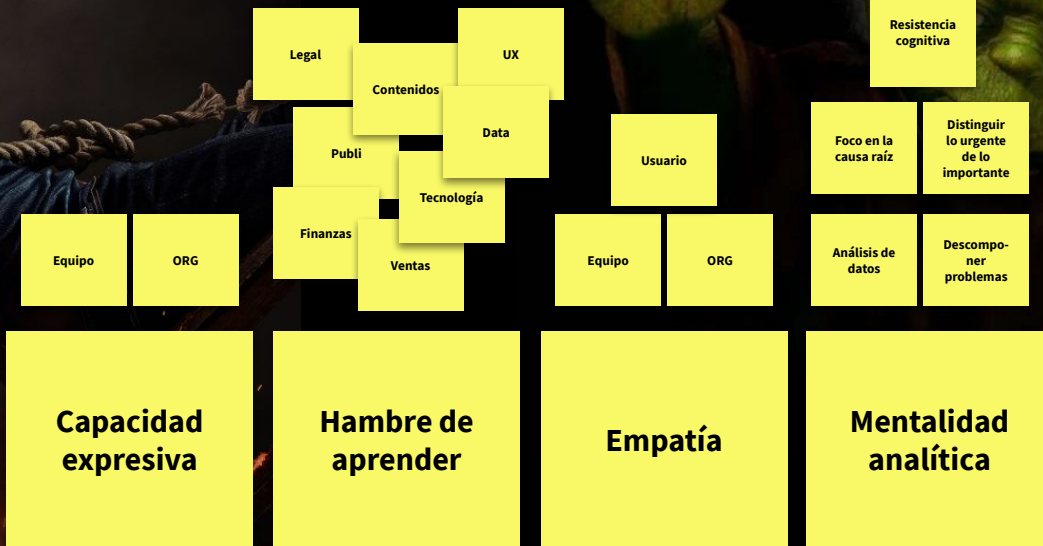 Resistencia
cognitiva
Legal
Contenidos
UX
Data
Publi
Tecnología
Finanzas
Ventas
Usuario
Foco en la
causa raíz
Distinguir
lo urgente
de lo
importante
Equipo
ORG
Equipo
ORG
Análisis de
datos
Descompo-
ner
problemas
Capacidad
expresiva
Hambre de
aprender
Empatía
Mentalidad
analítica